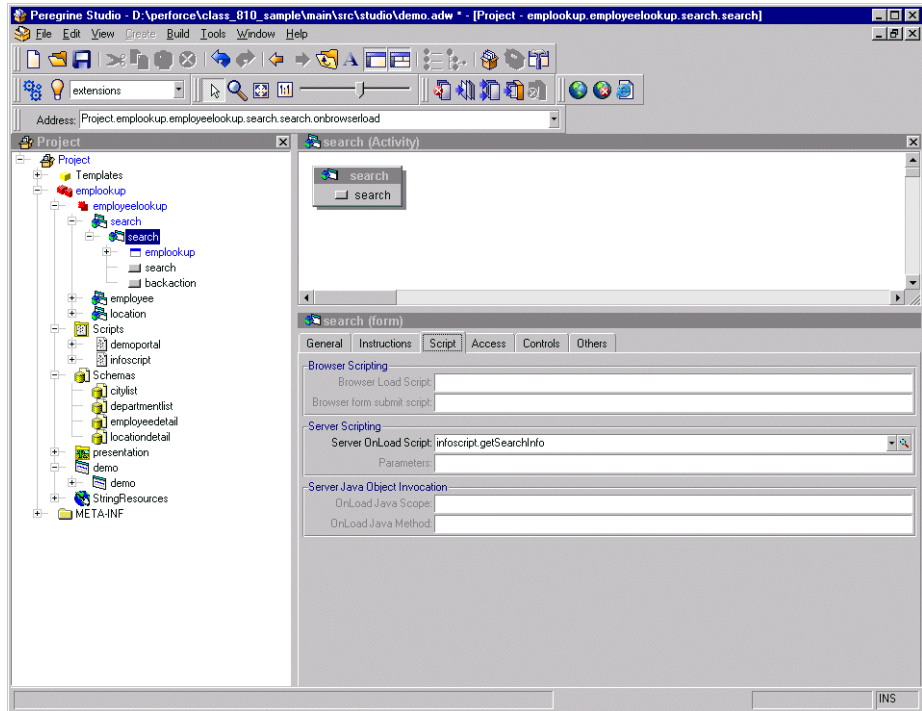 Peregrine Studio - D:\perforce\class_810_sample\main\src\studio\demo.adw * - [Project - emplookup.employeelookup.search.search]
File Edit View Create Build Tools Window Help
A
extensions
1:1
Address: Project.emplookup.employeelookup.search.search.onbrowserload
Project
Project
Templates
emplookup
employeelookup
search
search
emplookup
search
backaction
employee
location
Scripts
demoportal
infoscript
Schemas
citylist
departmentlist
employeedetail
locationdetail
presentation
demo
demo
StringResources
META-INF
search (Activity)
search
search
search (form)
General Instructions Script Access Controls Others
Browser Scripting
Browser Load Script:
Browser form submit script:
Server Scripting
Server OnLoad Script: infoscript.getSearchInfo
Parameters:
Server Java Object Invocation
OnLoad Java Scope:
OnLoad Java Method:
INS